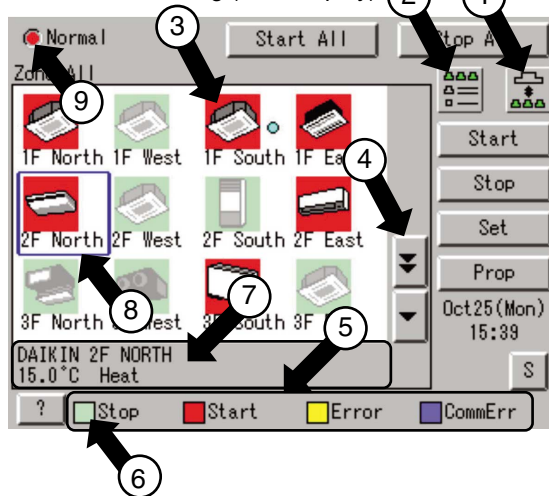 2
1
3
Normal
Start All
Stop A
Zone All
9
1F North 1F West 1F South 1F Ea
4
Start
Stop
2F North 2F West 2F South 2F East
Set
Prop
8
7
3F North South 3F
5
Oct25(Mon)
15:39
DAIKIN 2F NORTH
15.0°C Heat
S
? Stop Start Error CommErr
6